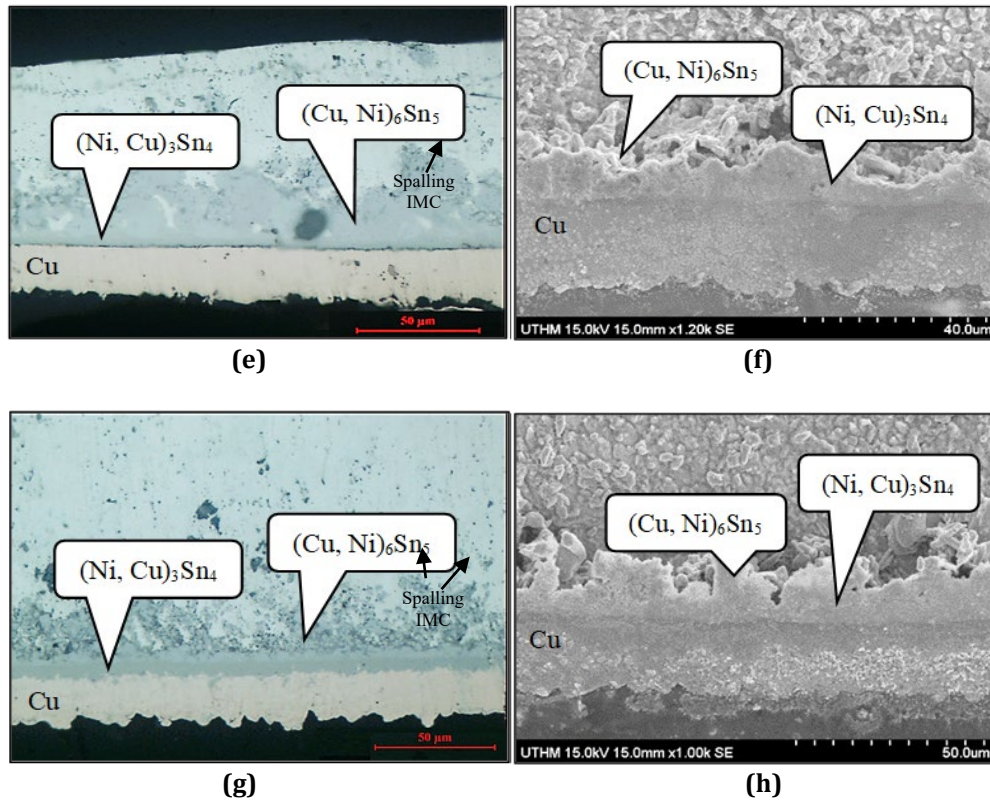 (Ni, Cu)₃Sn₄
(Cu, Ni)₆Sn₅
Spalling
IMC
Cu
50 µm
(e)
(Cu, Ni)₆Sn₅
(Ni, Cu)₃Sn₄
Cu
UTHM 15.0kV 15.0mm x1.20k SE
40.0um
(f)
(Ni, Cu)₃Sn₄
(Cu, Ni)₆Sn₅
Spalling
IMC
Cu
50 µm
(g)
(Cu, Ni)₆Sn₅
(Ni, Cu)₃Sn₄
Cu
UTHM 15.0kV 15.0mm x1.00k SE
50.0um
(h)